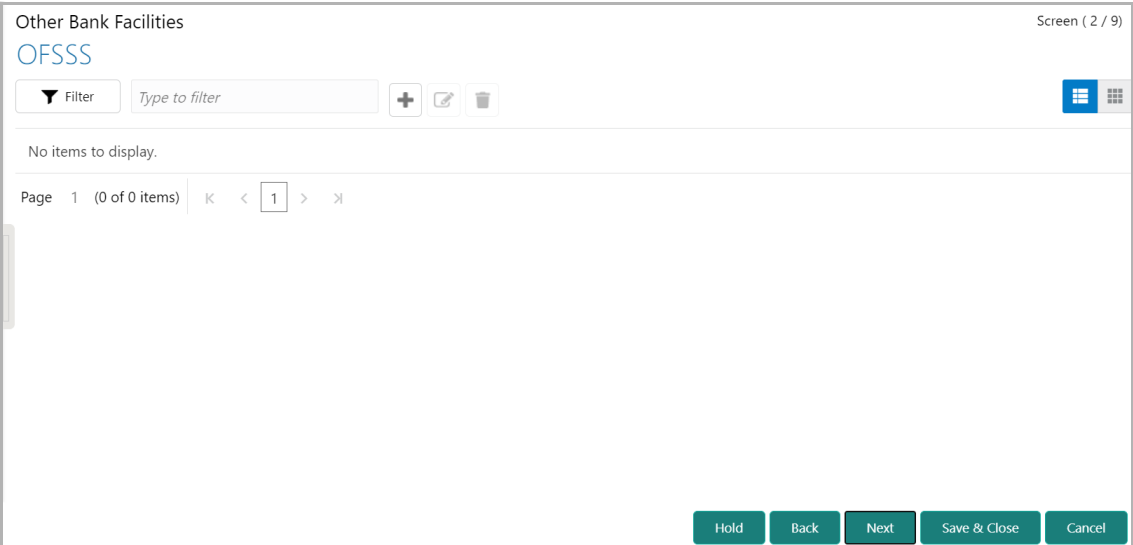 Other Bank Facilities
Screen ( 2 / 9)
OFSSS
Filter
Type to filter
No items to display.
Page 1 (0 of 0 items) 1
Hold Back Next Save & Close Cancel